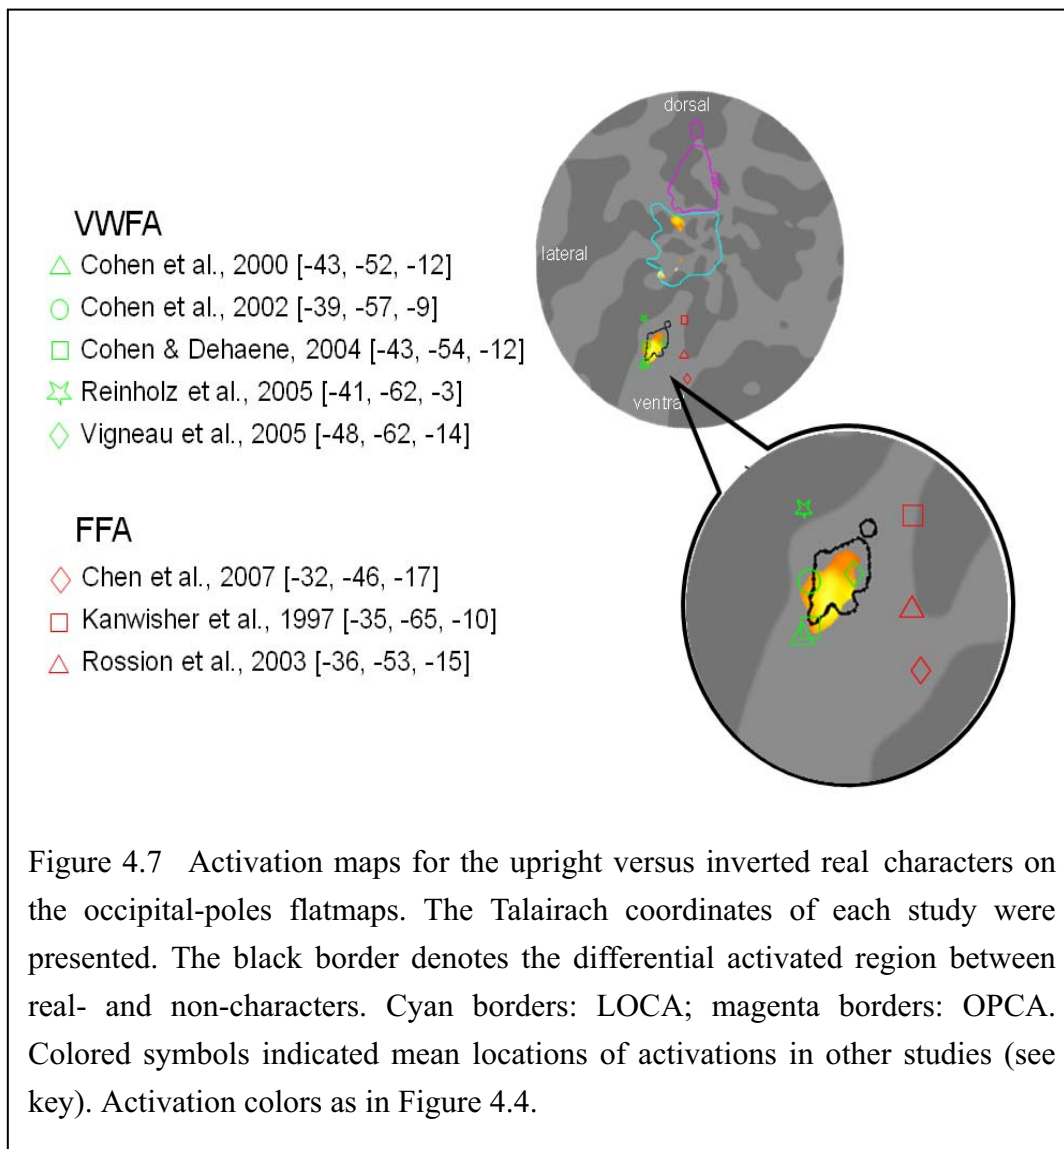 dorsal
lateral
ventra
VWFA
Cohen et al., 2000 [-43, -52, -12]
Cohen et al., 2002 [-39, -57, -9]
Cohen & Dehaene, 2004 [-43, -54, -12]
Reinholz et al., 2005 [-41, -62, -3]
Vigneau et al., 2005 [-48, -62, -14]
FFA
Chen et al., 2007 [-32, -46, -17]
Kanwisher et al., 1997 [-35, -65, -10]
Rossion et al., 2003 [-36, -53, -15]
Figure 4.7 Activation maps for the upright versus inverted real characters on
the occipital-poles flatmaps. The Talairach coordinates of each study were
presented. The black border denotes the differential activated region between
real- and non-characters. Cyan borders: LOCA; magenta borders: OPCA.
Colored symbols indicated mean locations of activations in other studies (see
key). Activation colors as in Figure 4.4.